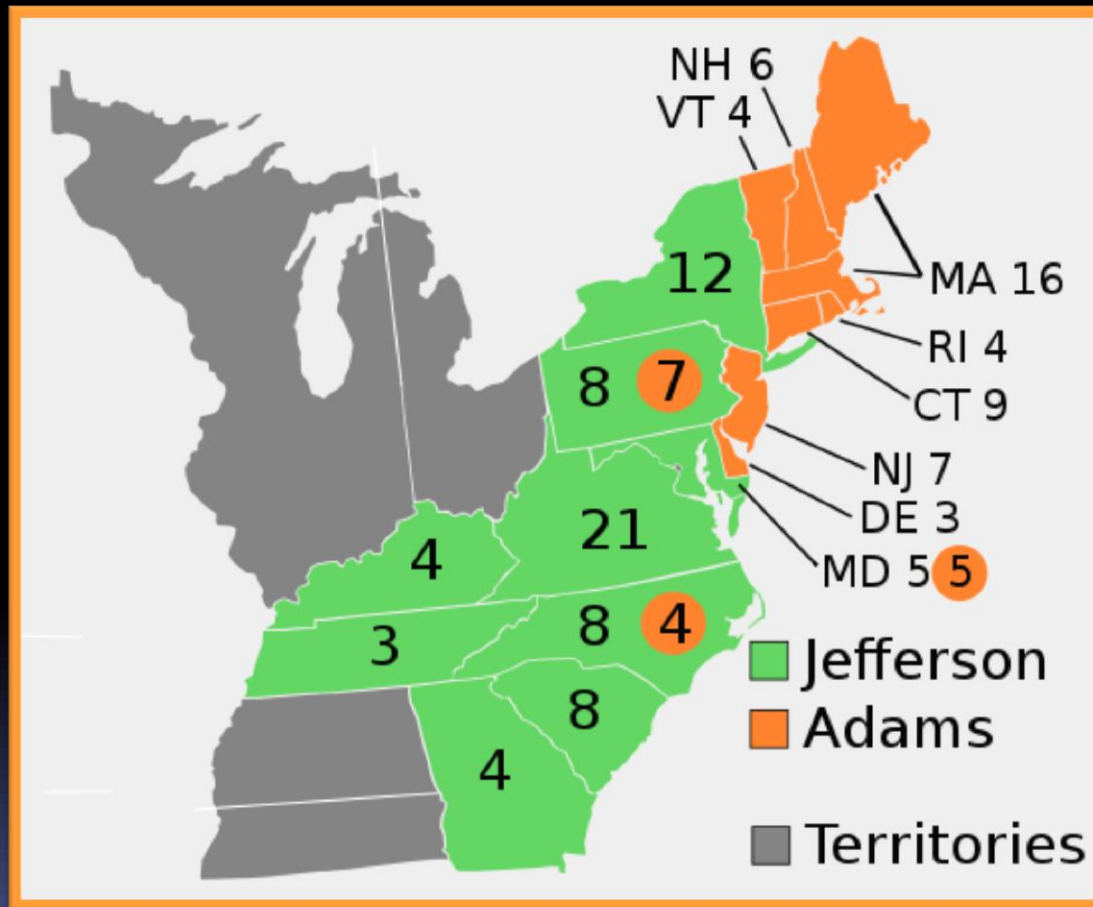 NH 6
VT 4
12
MA 16
RI 4
8 7
CT 9
NJ 7
DE 3
21
MD 5 5
4
8 4
3
Jefferson
8
Adams
4
Territories